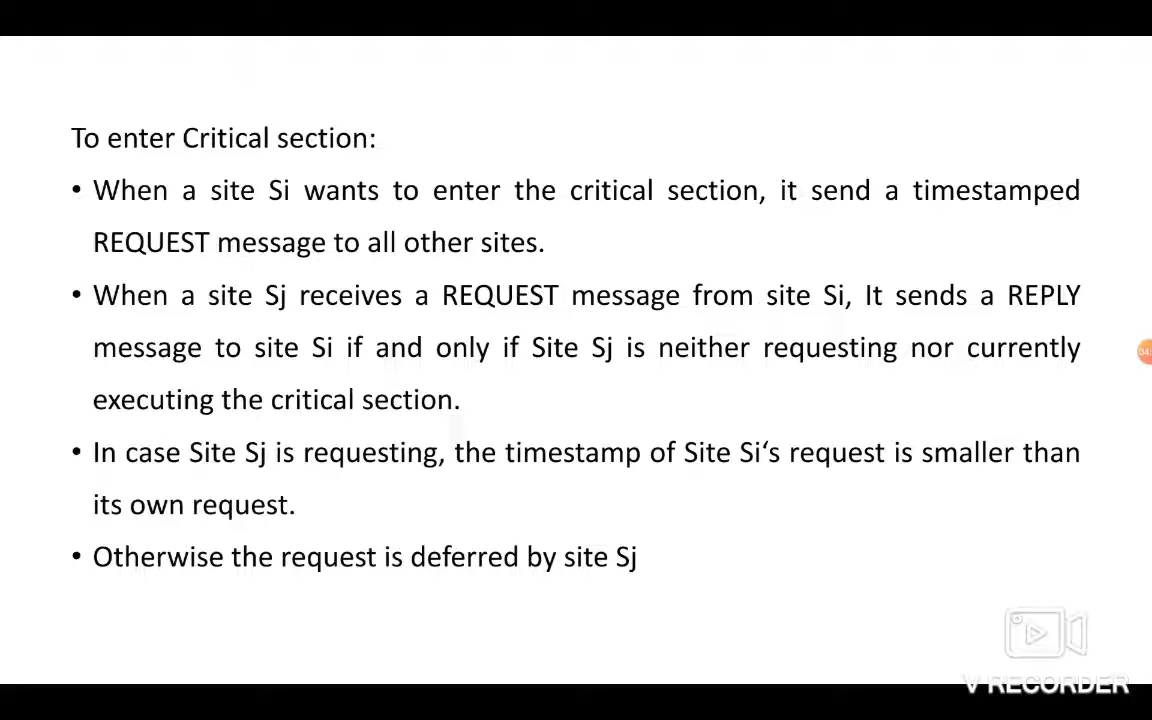 To enter Critical section:
• When a site Si wants to enter the critical section, it send a timestamped
REQUEST message to all other sites.
• When a site Sj receives a REQUEST message from site Si, It sends a REPLY
message to site Si if and only if Site Sj is neither requesting nor currently
executing the critical section.
• In case Site Sj is requesting, the timestamp of Site Si‘s request is smaller than
its own request.
• Otherwise the request is deferred by site Sj
V RECORDER